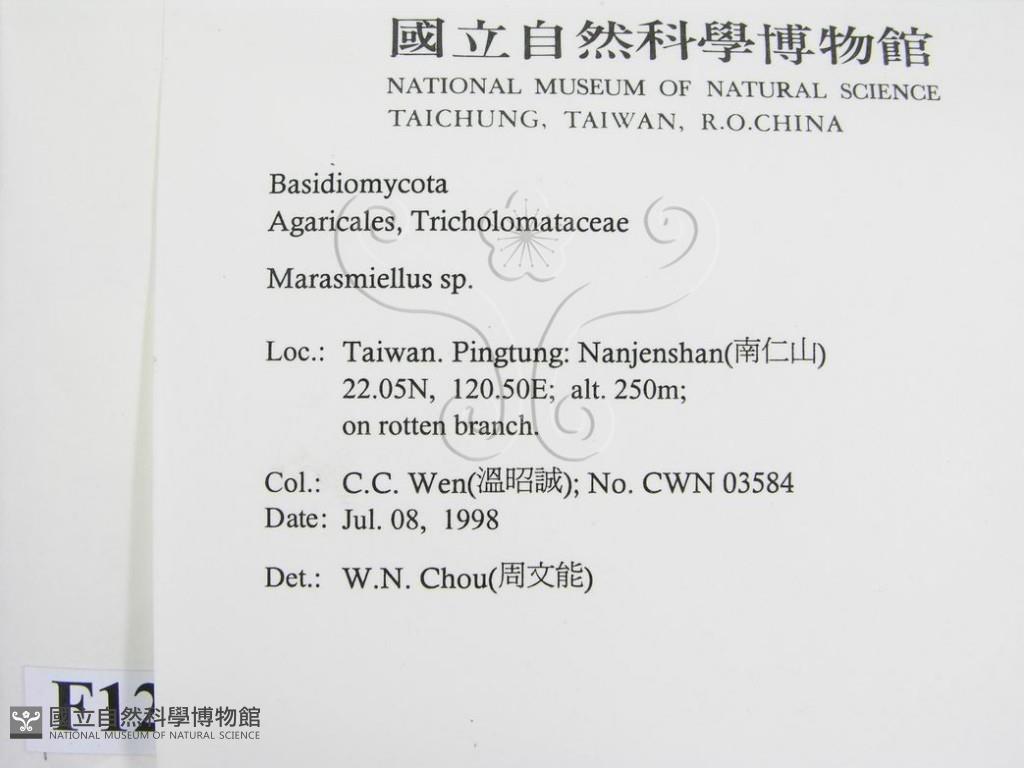 國立自然科學博物館
NATIONAL MUSEUM OF NATURAL SCIENCE
TAICHUNG, TAIWAN, R.O.CHINA
Basidiomycota
Agaricales, Tricholomataceae
Marasmiellus sp.
Loc.: Taiwan. Pingtung: Nanjenshan(南仁山)
22.05N, 120.50E; alt. 250m;
on rotten branch.
Col.: C.C. Wen(溫昭誠); No. CWN 03584
Date: Jul. 08, 1998
Det.: W.N. Chou(周文能)
F12
國立自然科學博物館
NATIONAL MUSEUM OF NATURAL SCIENCE